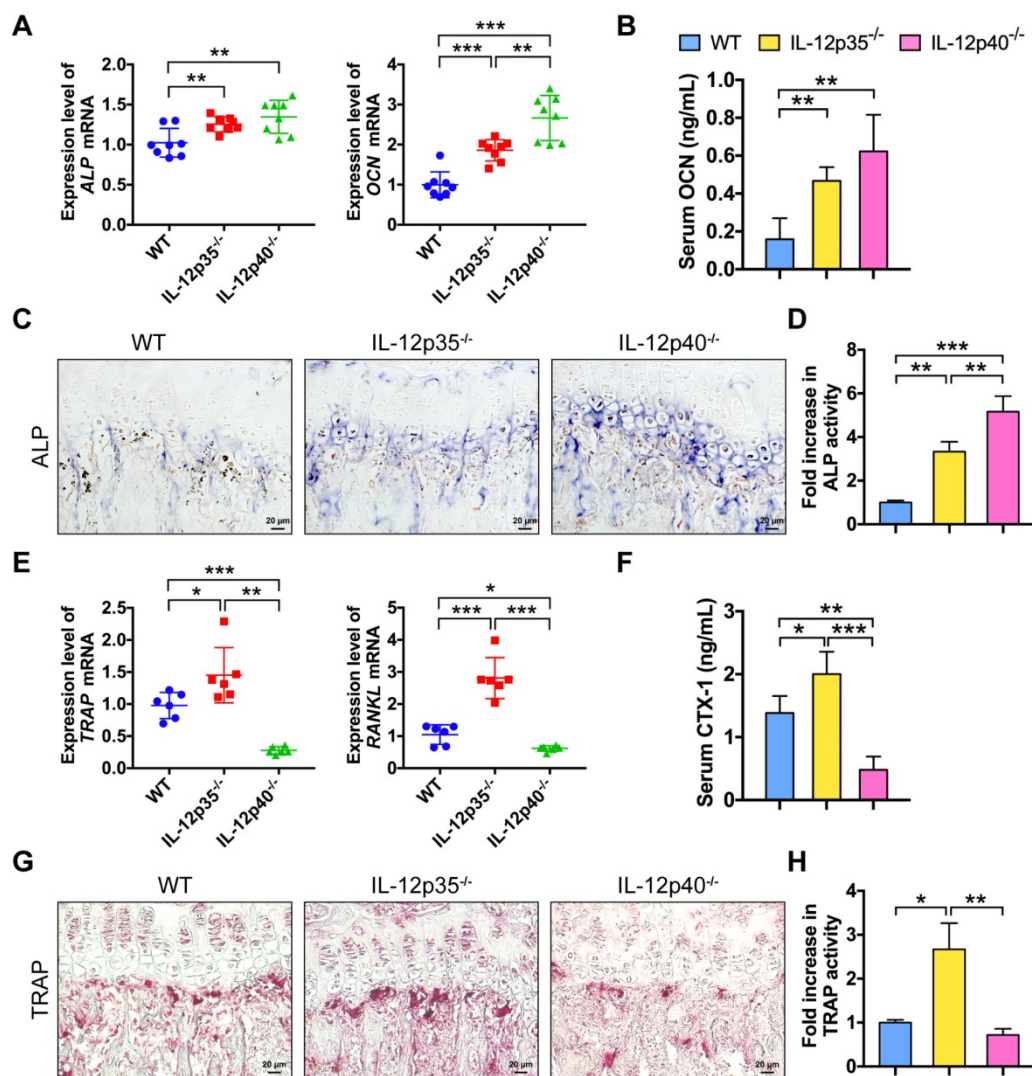 A
Expression level of
ALP mRNA
2.0
1.5
1.0
0.5
0.0
**
**
WT
IL-12p35-/-
IL-12p40-/-
Expression level of
OCN mRNA
4
3
2
1
0
***
*** **
WT
IL-12p35-/-
IL-12p40-/-
B
WT IL-12p35-/- IL-12p40-/-
Serum OCN (ng/mL)
0.0
0.2
0.4
0.6
0.8
1.0
**
**
C
WT IL-12p35-/- IL-12p40-/-
ALP
20 μm
20 μm
20 μm
D
Fold increase in
ALP activity
8
6
4
2
0
***
** **
E
Expression level of
TRAP mRNA
2.5
2.0
1.5
1.0
0.5
0.0
***
* **
WT
IL-12p35-/-
IL-12p40-/-
Expression level of
RANKL mRNA
5
4
3
2
1
0
*
*** ***
WT
IL-12p35-/-
IL-12p40-/-
F
Serum CTX-1 (ng/mL)
3
2
1
0
**
* ***
G
WT IL-12p35-/- IL-12p40-/-
TRAP
20 μm
20 μm
20 μm
H
Fold increase in
TRAP activity
4
3
2
1
0
* **